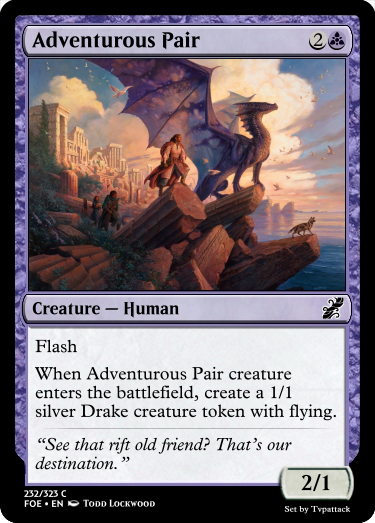 Adventurous Pair 2
Creature — Human
Flash
When Adventurous Pair creature
enters the battlefield, create a 1/1
silver Drake creature token with flying.
“See that rift old friend? That’s our
destination.”
2/1
232/323 C
FOE • EN Todd Lockwood
Set by Tvpattack